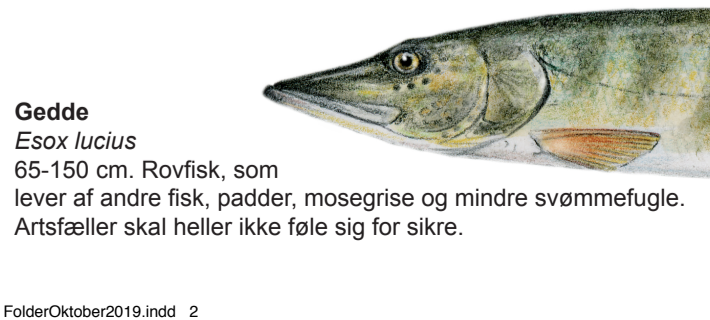 Gedde
Esox lucius
65-150 cm. Rovfisk, som
lever af andre fisk, padder, mosegrise og mindre svømmefugle.
Artsfæller skal heller ikke føle sig for sikre.
FolderOktober2019.indd   2